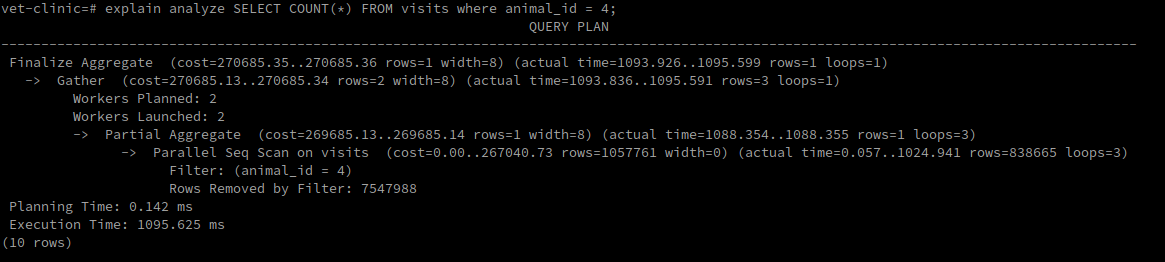 vet-clinic=# explain analyze SELECT COUNT(*) FROM visits where animal_id = 4;
QUERY PLAN
-----------------------------------------------------------------------------------------------------------------------------------------------
Finalize Aggregate  (cost=270685.35..270685.36 rows=1 width=8) (actual time=1093.926..1095.599 rows=1 loops=1)
->  Gather  (cost=270685.13..270685.34 rows=2 width=8) (actual time=1093.836..1095.591 rows=3 loops=1)
Workers Planned: 2
Workers Launched: 2
->  Partial Aggregate  (cost=269685.13..269685.14 rows=1 width=8) (actual time=1088.354..1088.355 rows=1 loops=3)
->  Parallel Seq Scan on visits  (cost=0.00..267040.73 rows=1057761 width=0) (actual time=0.057..1024.941 rows=838665 loops=3)
Filter: (animal_id = 4)
Rows Removed by Filter: 7547988
Planning Time: 0.142 ms
Execution Time: 1095.625 ms
(10 rows)